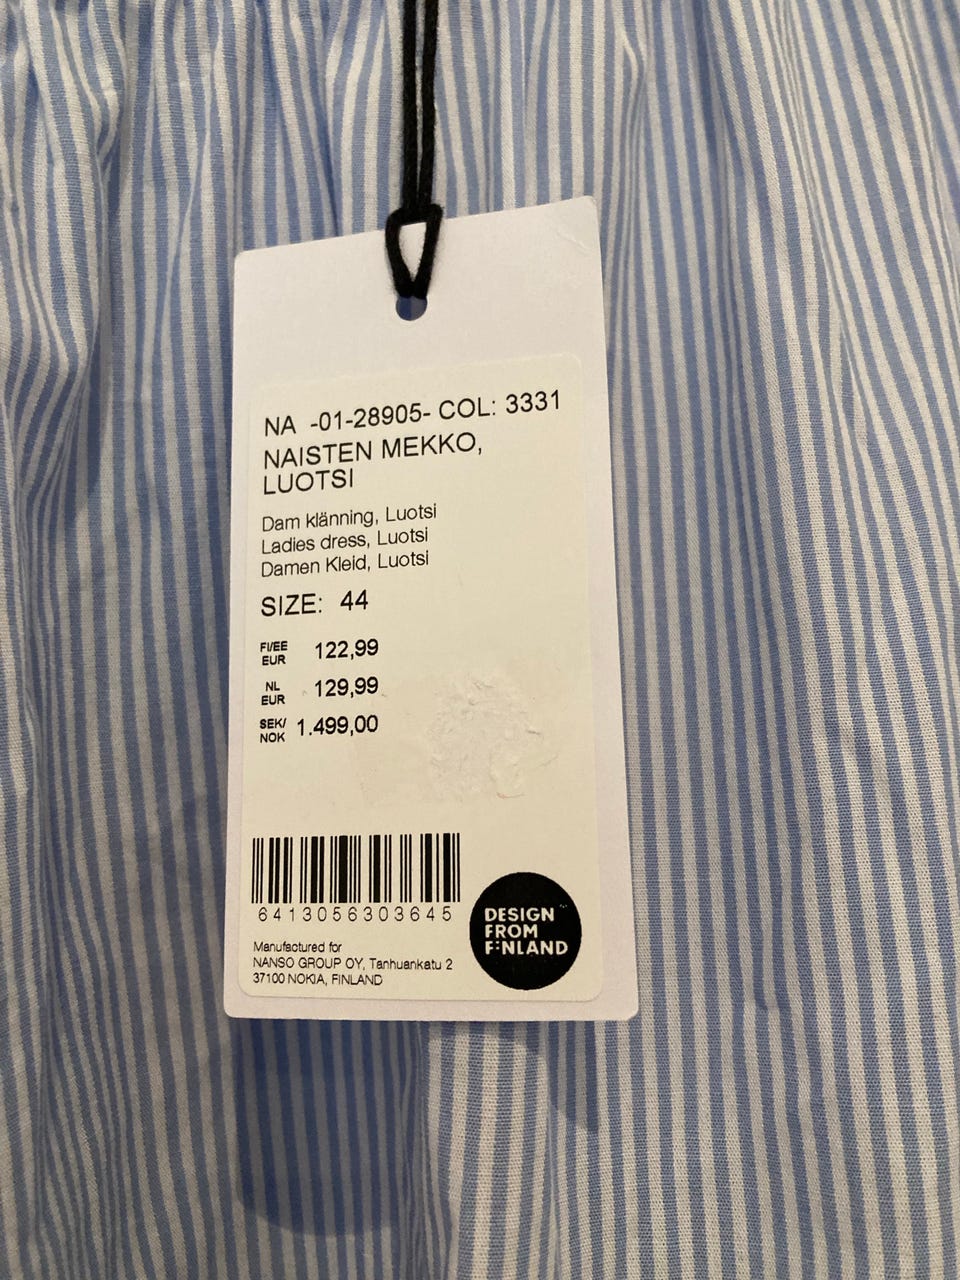 NA -01-28905- COL: 3331
NAISTEN MEKKO,
LUOTSI
Dam klänning, Luotsi
Ladies dress, Luotsi
Damen Kleid, Luotsi
SIZE: 44
FI/EE
EUR 122,99
NL
EUR 129,99
SEK/
NOK 1.499,00
6413056303645
Manufactured for
NANSO GROUP OY, Tanhuankatu 2
37100 NOKIA, FINLAND
DESIGN
FROM
FINLAND